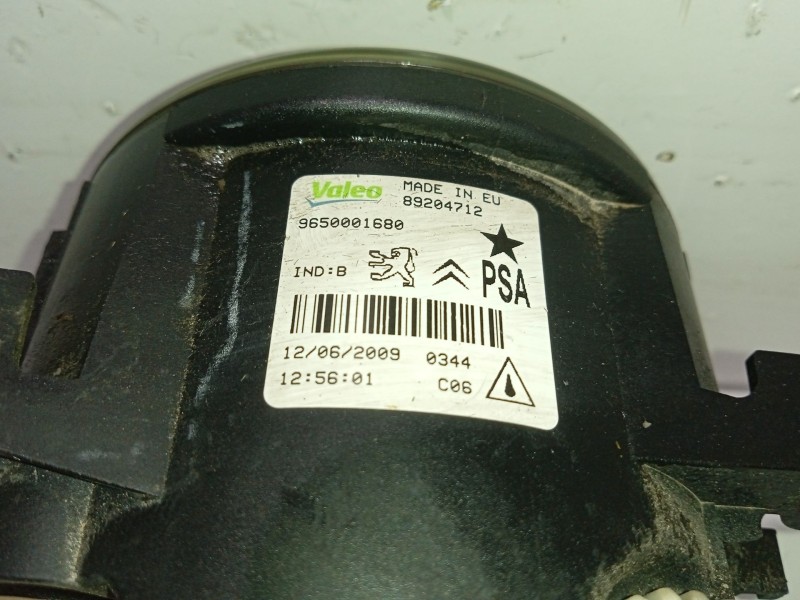 Valeo MADE IN EU
89204712
9650001680
IND:B PSA
12/06/2009 0344
12:56:01 C06